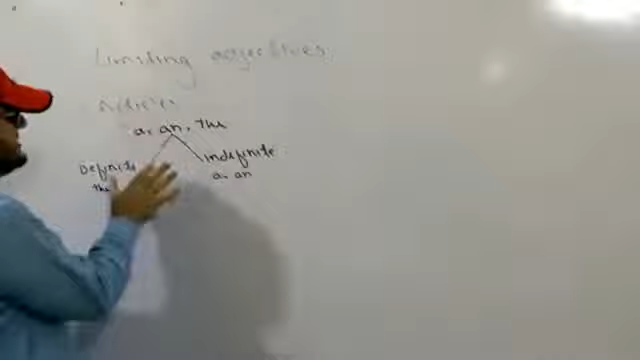 Limiting adjectives
Articles
a, an, the
Definite indefinite
the a, an